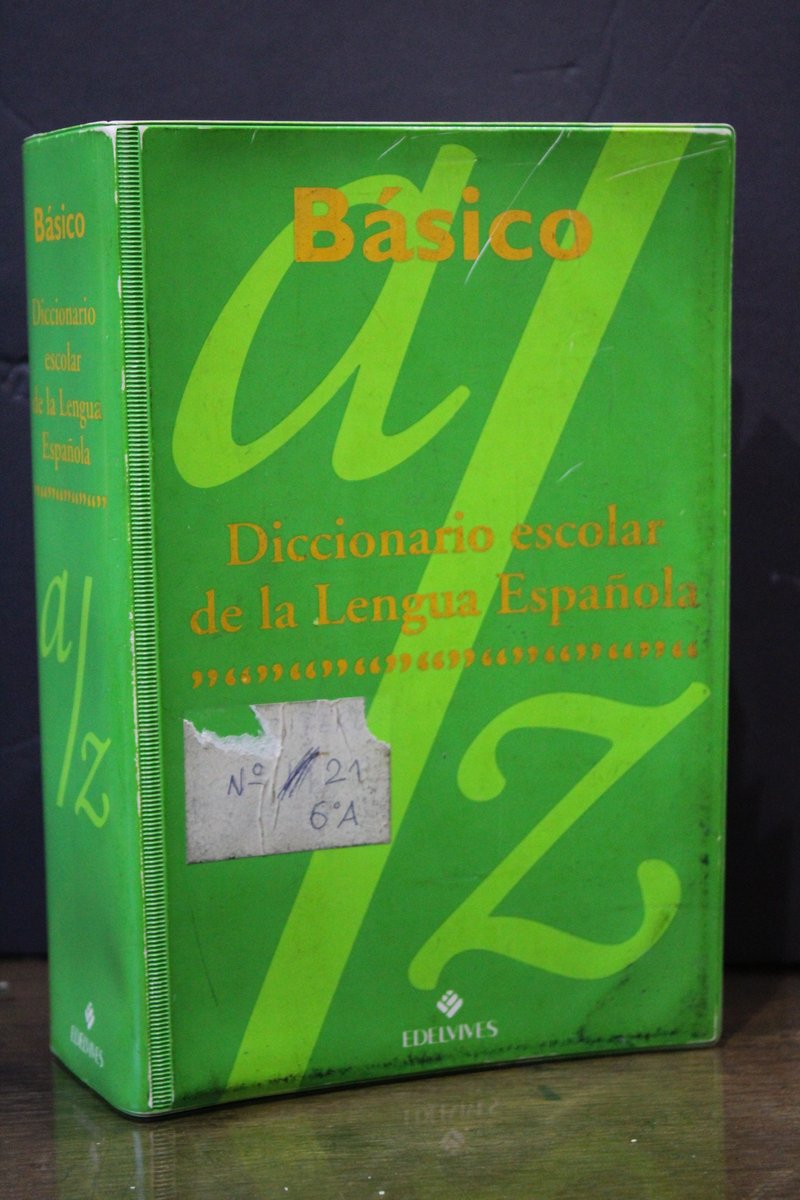 Básico
Diccionario
escolar
de la Lengua
Española
a/z
EDELVIVES
Básico
a/z
Diccionario escolar
de la Lengua Española
Nº 21
6ºA
EDELVIVES